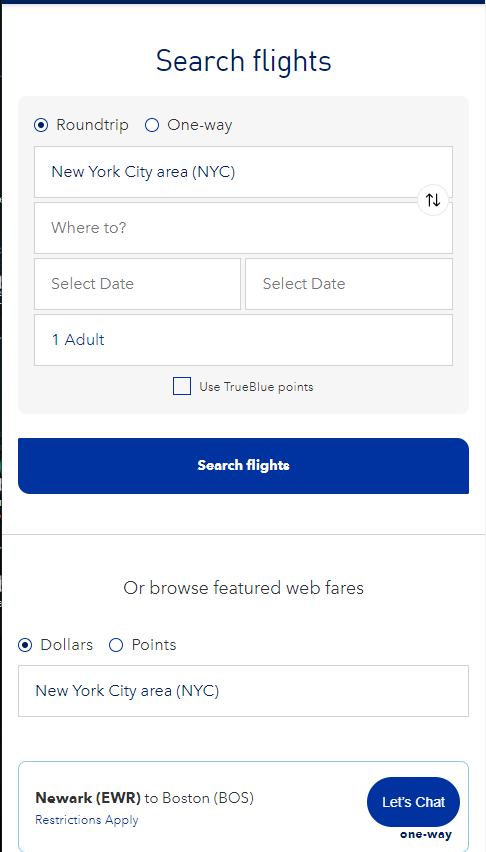 Search flights
Roundtrip One-way
New York City area (NYC)
Where to?
Select Date Select Date
1 Adult
Use TrueBlue points
Search flights
Or browse featured web fares
Dollars Points
New York City area (NYC)
Newark (EWR) to Boston (BOS)
Restrictions Apply
Let's Chat
one-way